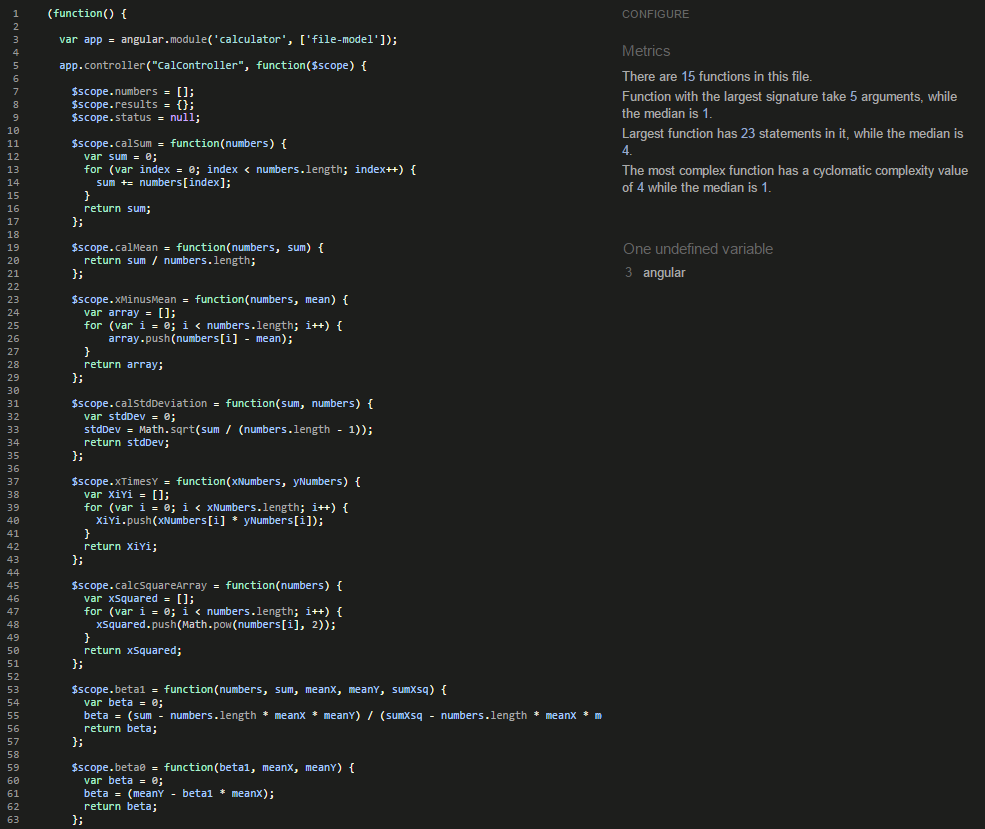 1 (function() {
2
3 var app = angular.module('calculator', ['file-model']);
4
5 app.controller("CalController", function($scope) {
6
7 $scope.numbers = [];
8 $scope.results = {};
9 $scope.status = null;
10
11 $scope.calSum = function(numbers) {
12 var sum = 0;
13 for (var index = 0; index < numbers.length; index++) {
14 sum += numbers[index];
15 }
16 return sum;
17 };
18
19 $scope.calMean = function(numbers, sum) {
20 return sum / numbers.length;
21 };
22
23 $scope.xMinusMean = function(numbers, mean) {
24 var array = [];
25 for (var i = 0; i < numbers.length; i++) {
26 array.push(numbers[i] - mean);
27 }
28 return array;
29 };
30
31 $scope.calStdDeviation = function(sum, numbers) {
32 var stdDev = 0;
33 stdDev = Math.sqrt(sum / (numbers.length - 1));
34 return stdDev;
35 };
36
37 $scope.xTimesY = function(xNumbers, yNumbers) {
38 var XiYi = [];
39 for (var i = 0; i < xNumbers.length; i++) {
40 XiYi.push(xNumbers[i] * yNumbers[i]);
41 }
42 return XiYi;
43 };
44
45 $scope.calcSquareArray = function(numbers) {
46 var xSquared = [];
47 for (var i = 0; i < numbers.length; i++) {
48 xSquared.push(Math.pow(numbers[i], 2));
49 }
50 return xSquared;
51 };
52
53 $scope.beta1 = function(numbers, sum, meanX, meanY, sumXsq) {
54 var beta = 0;
55 beta = (sum - numbers.length * meanX * meanY) / (sumXsq - numbers.length * meanX * m
56 return beta;
57 };
58
59 $scope.beta0 = function(beta1, meanX, meanY) {
60 var beta = 0;
61 beta = (meanY - beta1 * meanX);
62 return beta;
63 };
CONFIGURE
Metrics
There are 15 functions in this file.
Function with the largest signature take 5 arguments, while
the median is 1.
Largest function has 23 statements in it, while the median is
4.
The most complex function has a cyclomatic complexity value
of 4 while the median is 1.
One undefined variable
3 angular